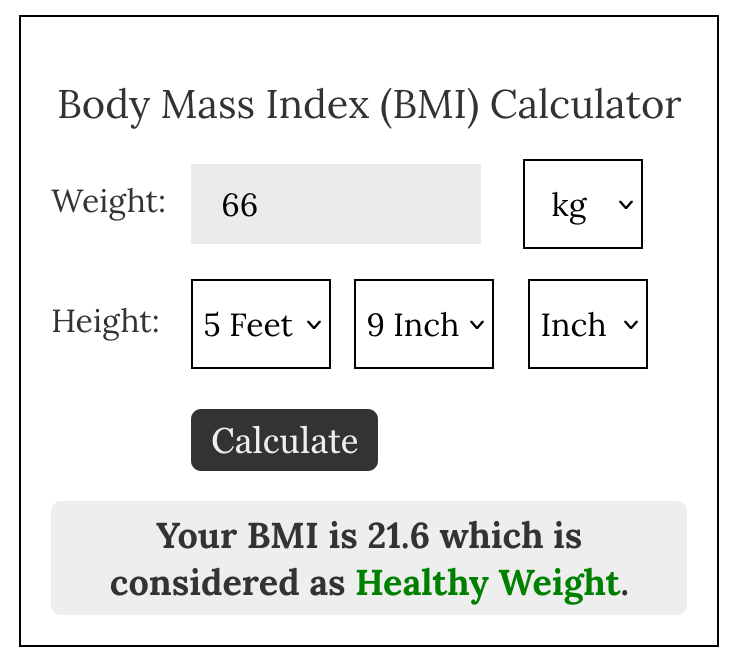 Body Mass Index (BMI) Calculator
Weight: 66 kg
Height: 5 Feet 9 Inch Inch
Calculate
Your BMI is 21.6 which is
considered as Healthy Weight.